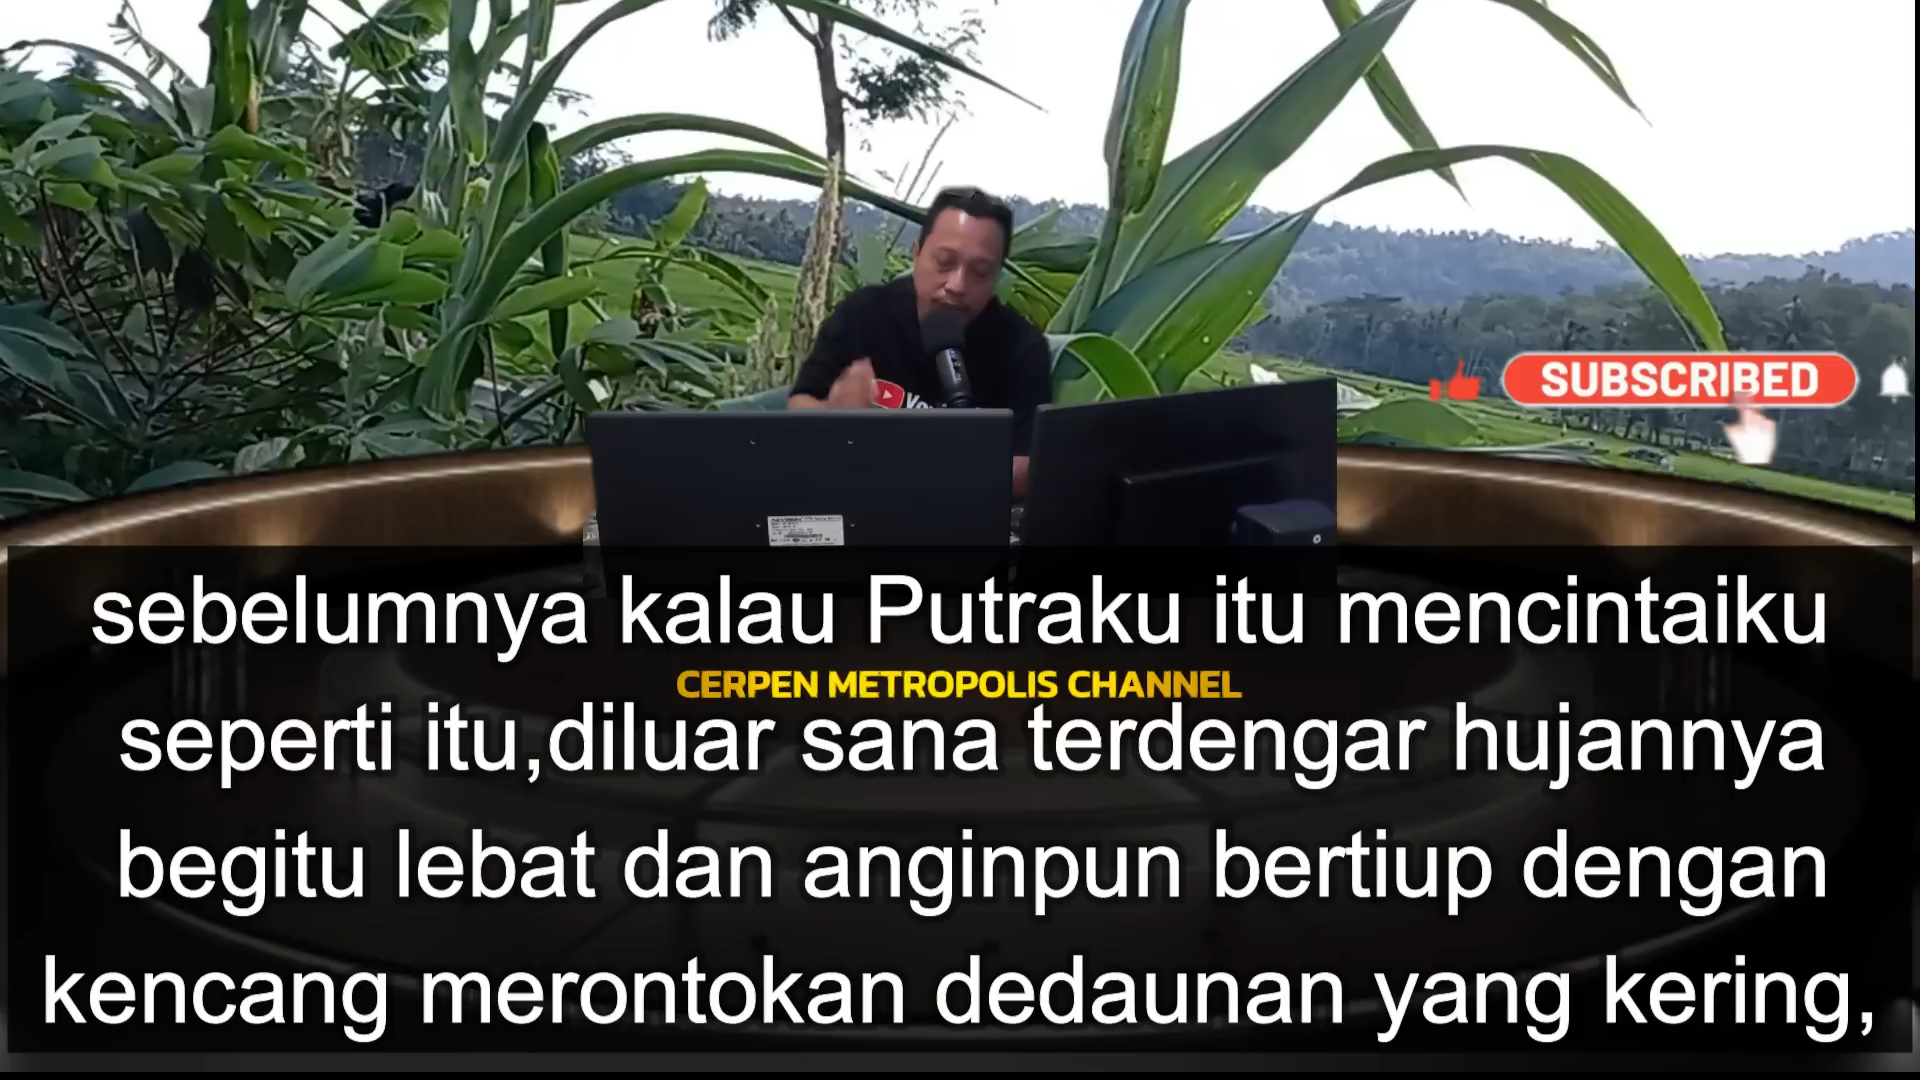 SUBSCRIBED
sebelumnya kalau Putraku itu mencintaiku
CERPEN METROPOLIS CHANNEL
seperti itu,diluar sana terdengar hujannya
begitu lebat dan anginpun bertiup dengan
kencang merontokan dedaunan yang kering,